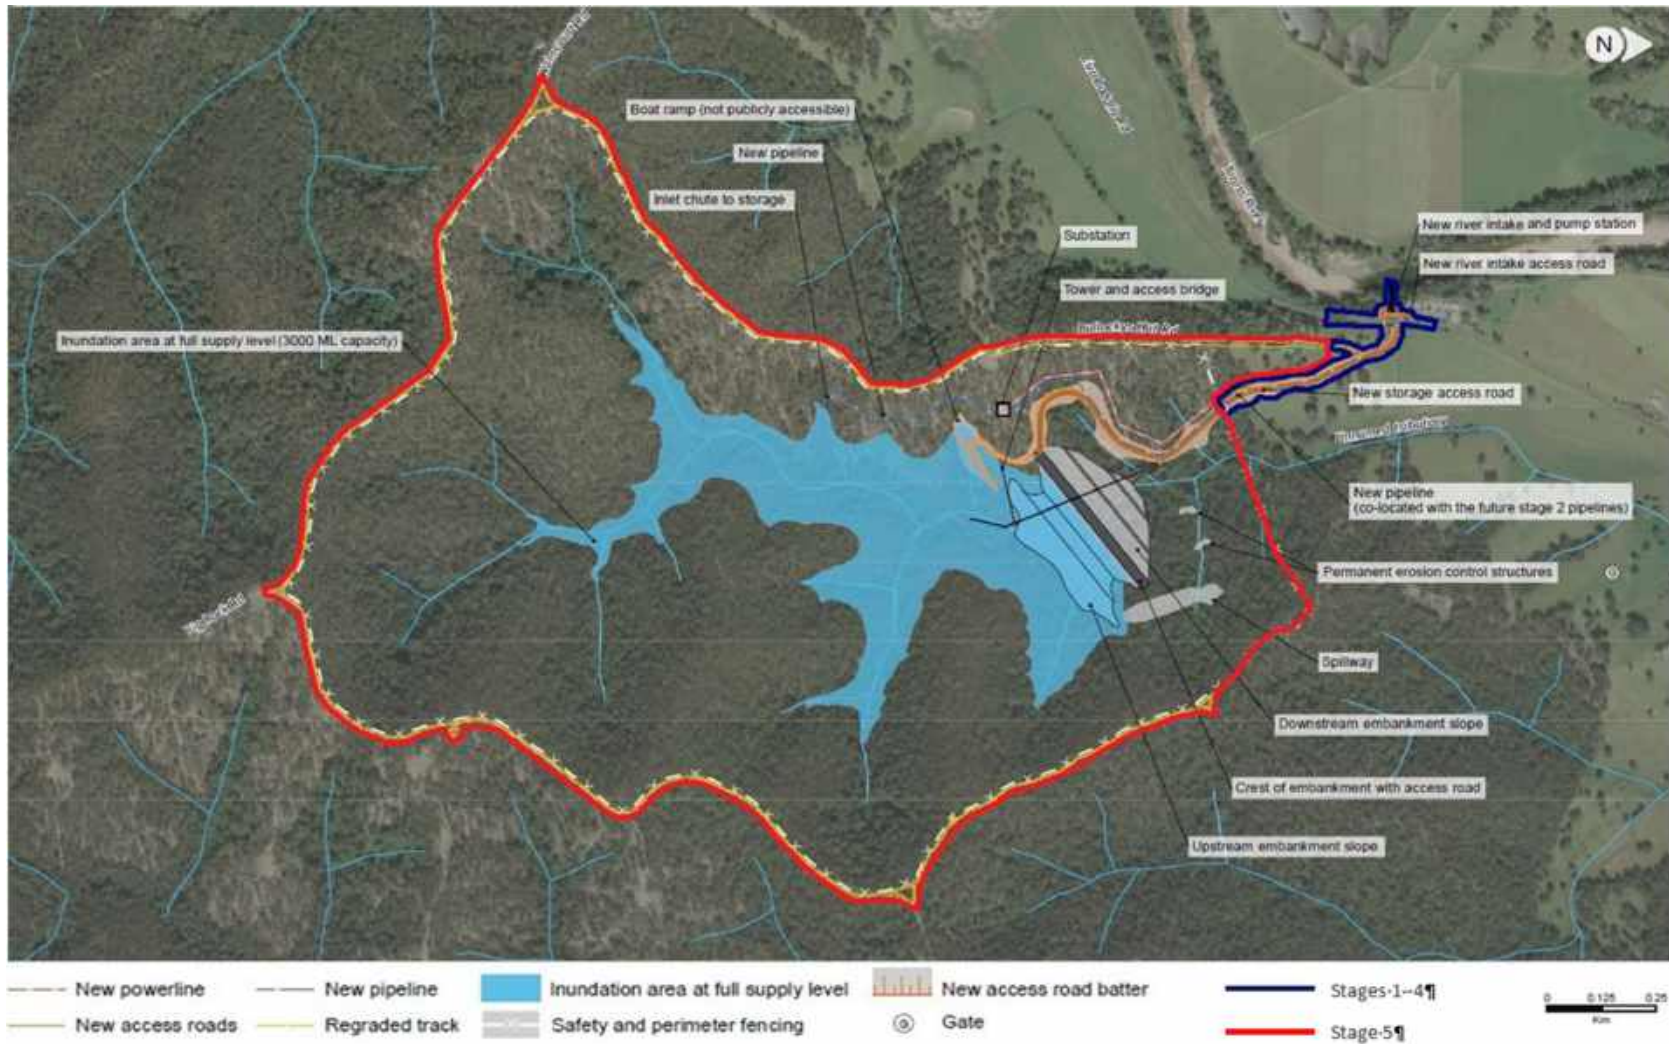 N
Boat ramp (not publicly accessible)
New pipeline
Inlet chute to storage
Substation
New river intake and pump station
New river intake access road
Tower and access bridge
Inundation area at full supply level (3000 ML capacity)
New storage access road
New pipeline
(co-located with the future stage 2 pipelines)
Permanent erosion control structures
Spillway
Downstream embankment slope
Crest of embankment with access road
Upstream embankment slope
New powerline
New pipeline
Inundation area at full supply level
New access road batter
Stages·1–4¶
New access roads
Regraded track
Safety and perimeter fencing
Gate
Stage·5¶
0 0.125 0.25
Km